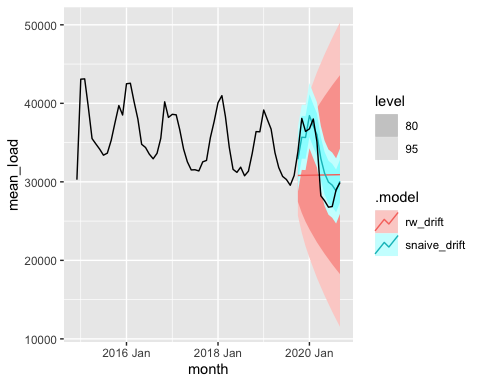 50000
40000
30000
20000
10000
mean_load
2016 Jan
2018 Jan
2020 Jan
month
level
80
95
.model
rw_drift
snaive_drift